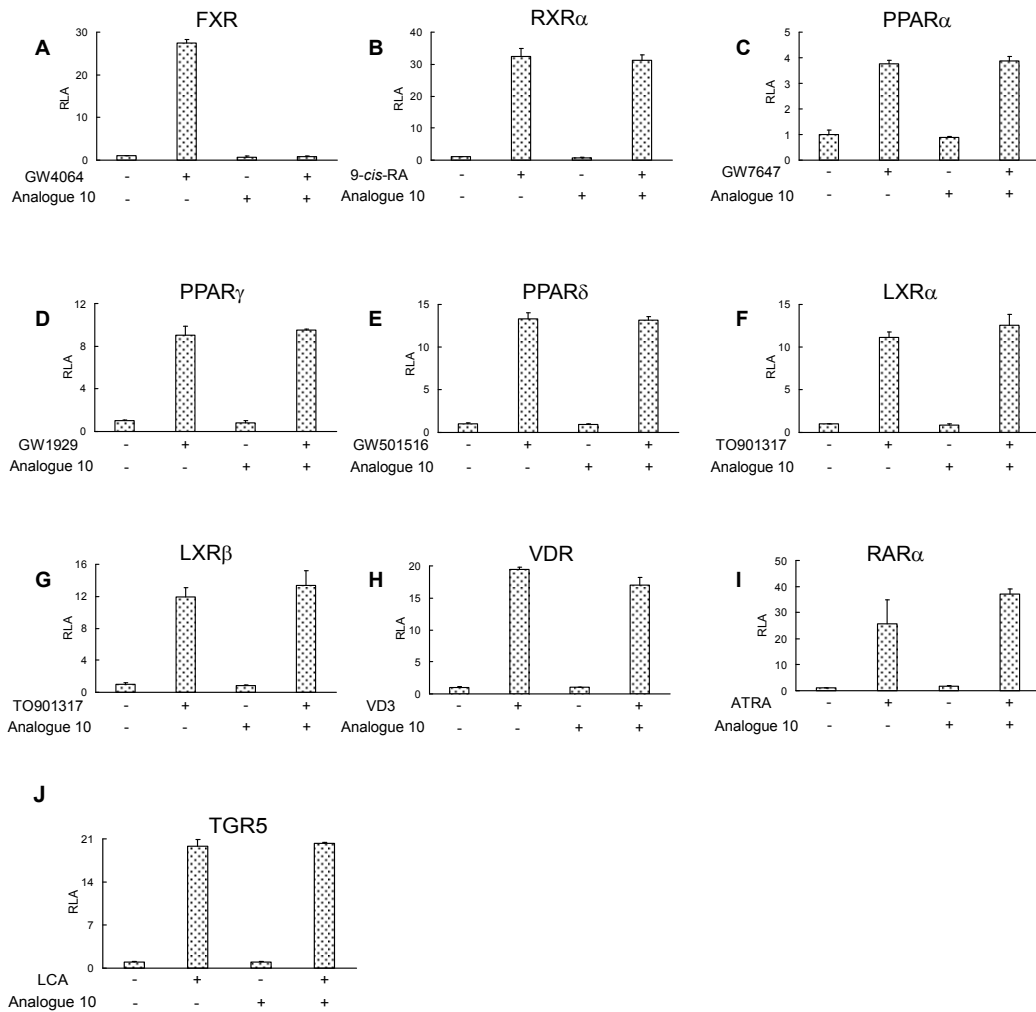 FXR
A
30
20
10
0
RLA
GW4064 - + - +
Analogue 10 - - + +
RXRα
B
40
30
20
10
0
RLA
9-cis-RA - + - +
Analogue 10 - - + +
PPARα
C
5
4
3
2
1
0
RLA
GW7647 - + - +
Analogue 10 - - + +
PPARγ
D
12
8
4
0
RLA
GW1929 - + - +
Analogue 10 - - + +
PPARδ
E
15
10
5
0
RLA
GW501516 - + - +
Analogue 10 - - + +
LXRα
F
15
10
5
0
RLA
TO901317 - + - +
Analogue 10 - - + +
LXRβ
G
16
12
8
4
0
RLA
TO901317 - + - +
Analogue 10 - - + +
VDR
H
20
15
10
5
0
RLA
VD3 - + - +
Analogue 10 - - + +
RARα
I
50
40
30
20
10
0
RLA
ATRA - + - +
Analogue 10 - - + +
J
TGR5
21
14
7
0
RLA
LCA - + - +
Analogue 10 - - + +